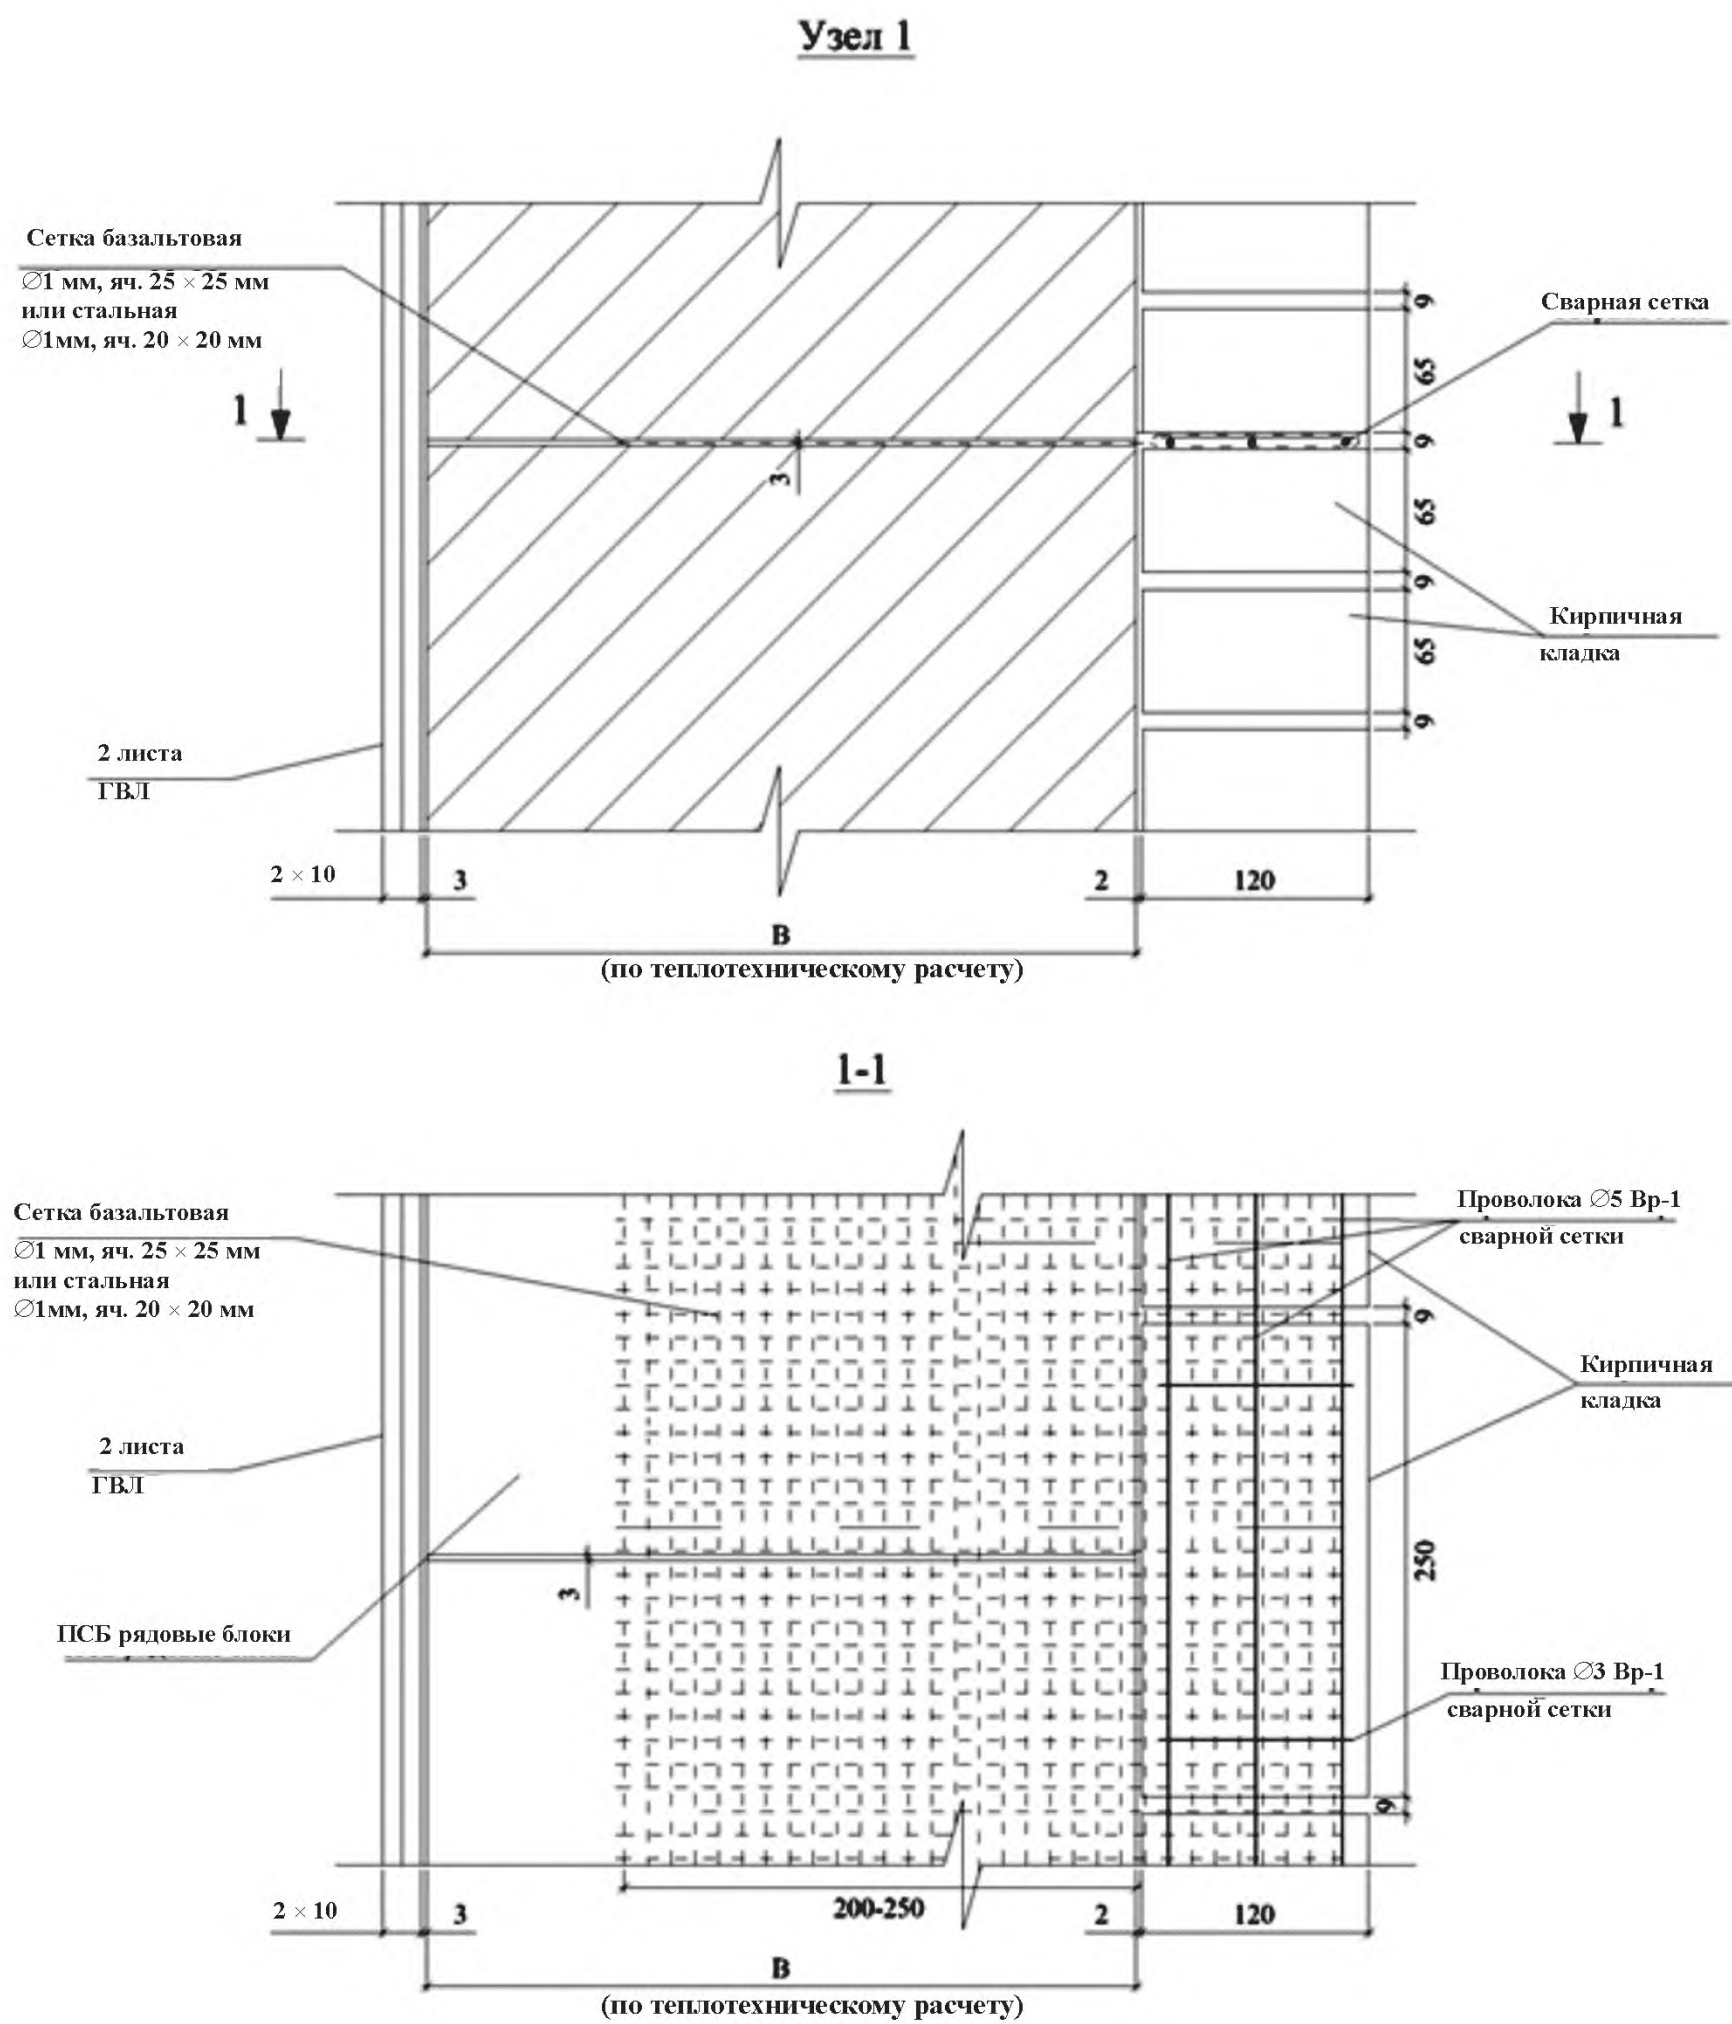 Узел 1
Сетка базальтовая
∅1 мм, яч. 25 × 25 мм
или стальная
∅1мм, яч. 20 × 20 мм
Сварная сетка
1
1
9
65
9
65
9
65
9
3
Кирпичная
кладка
2 листа
ГВЛ
2 × 10
3
2
120
В
(по теплотехническому расчету)
1-1
Сетка базальтовая
∅1 мм, яч. 25 × 25 мм
или стальная
∅1мм, яч. 20 × 20 мм
Проволока ∅5 Вр-1
сварной сетки
9
Кирпичная
кладка
2 листа
ГВЛ
250
3
ПСБ рядовые блоки
Проволока ∅3 Вр-1
сварной сетки
9
200-250
2 × 10
3
2
120
В
(по теплотехническому расчету)